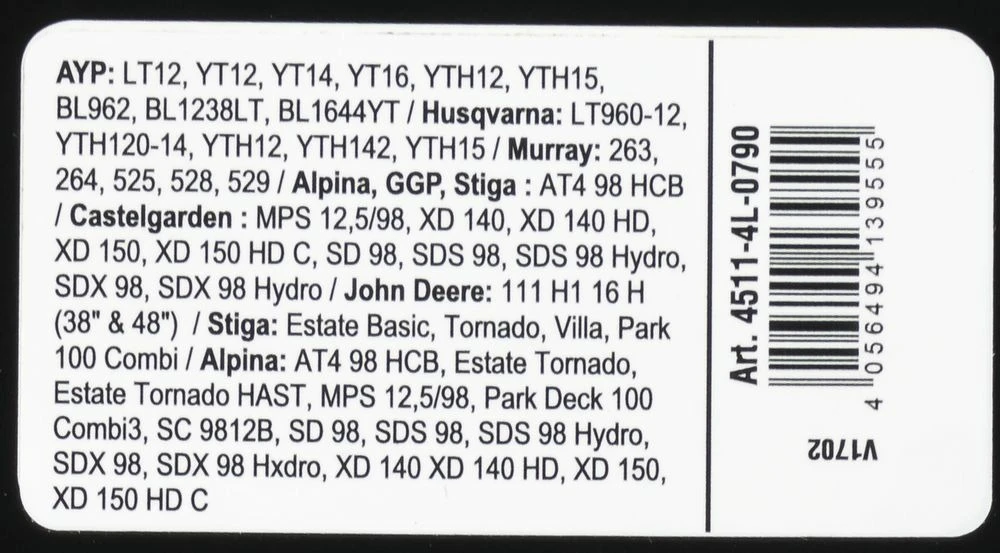 AYP: LT12, YT12, YT14, YT16, YTH12, YTH15,
BL962, BL1238LT, BL1644YT / Husqvarna: LT960-12,
YTH120-14, YTH12, YTH142, YTH15 / Murray: 263,
264, 525, 528, 529 / Alpina, GGP, Stiga : AT4 98 HCB
/ Castelgarden : MPS 12,5/98, XD 140, XD 140 HD,
XD 150, XD 150 HD C, SD 98, SDS 98, SDS 98 Hydro,
SDX 98, SDX 98 Hydro / John Deere: 111 H1 16 H
(38" & 48") / Stiga: Estate Basic, Tornado, Villa, Park
100 Combi / Alpina: AT4 98 HCB, Estate Tornado,
Estate Tornado HAST, MPS 12,5/98, Park Deck 100
Combi3, SC 9812B, SD 98, SDS 98, SDS 98 Hydro,
SDX 98, SDX 98 Hxdro, XD 140 XD 140 HD, XD 150,
XD 150 HD C
Art. 4511-4L-0790
4 056494 139555
V1702